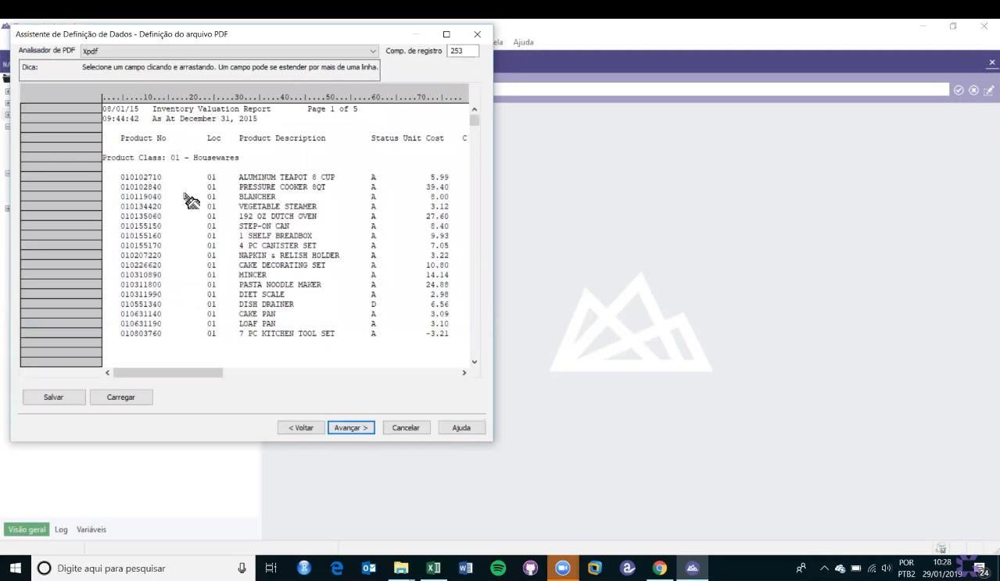 Assistente de Definição de Dados - Definição do arquivo PDF
ela Ajuda
Analisador de PDF Xpdf Comp. de registro 253
Dica: Selecione um campo clicando e arrastando. Um campo pode se estender por mais de uma linha.
....|....10...|....20...|....30...|....40...|....50...|....60...|....70...|....
08/01/15 Inventory Valuation Report Page 1 of 5
09:44:42 As At December 31, 2015
Product No Loc Product Description Status Unit Cost C
Product Class: 01 - Housewares
010102710 01 ALUMINUM TEAPOT 8 CUP A 5.99
010102840 01 PRESSURE COOKER 8QT A 39.40
010119040 01 BLANCHER A 8.00
010134420 01 VEGETABLE STEAMER A 3.12
010135060 01 192 OZ DUTCH OVEN A 27.60
010155150 01 STEP-ON CAN A 8.40
010155160 01 1 SHELF BREADBOX A 9.93
010155170 01 4 PC CANISTER SET A 7.05
010207220 01 NAPKIN & RELISH HOLDER A 3.22
010226620 01 CAKE DECORATING SET A 10.80
010310890 01 MINCER A 14.14
010311800 01 PASTA NOODLE MAKER A 24.88
010311990 01 DIET SCALE A 2.98
010551340 01 DISH DRAINER D 6.56
010631140 01 CAKE PAN A 3.09
010631190 01 LOAF PAN A 3.10
010803760 01 7 PC KITCHEN TOOL SET A -3.21
Salvar Carregar
< Voltar Avançar > Cancelar Ajuda
Visão geral Log Variáveis
Digite aqui para pesquisar
POR 10:28
PTB2 29/01/2019 24